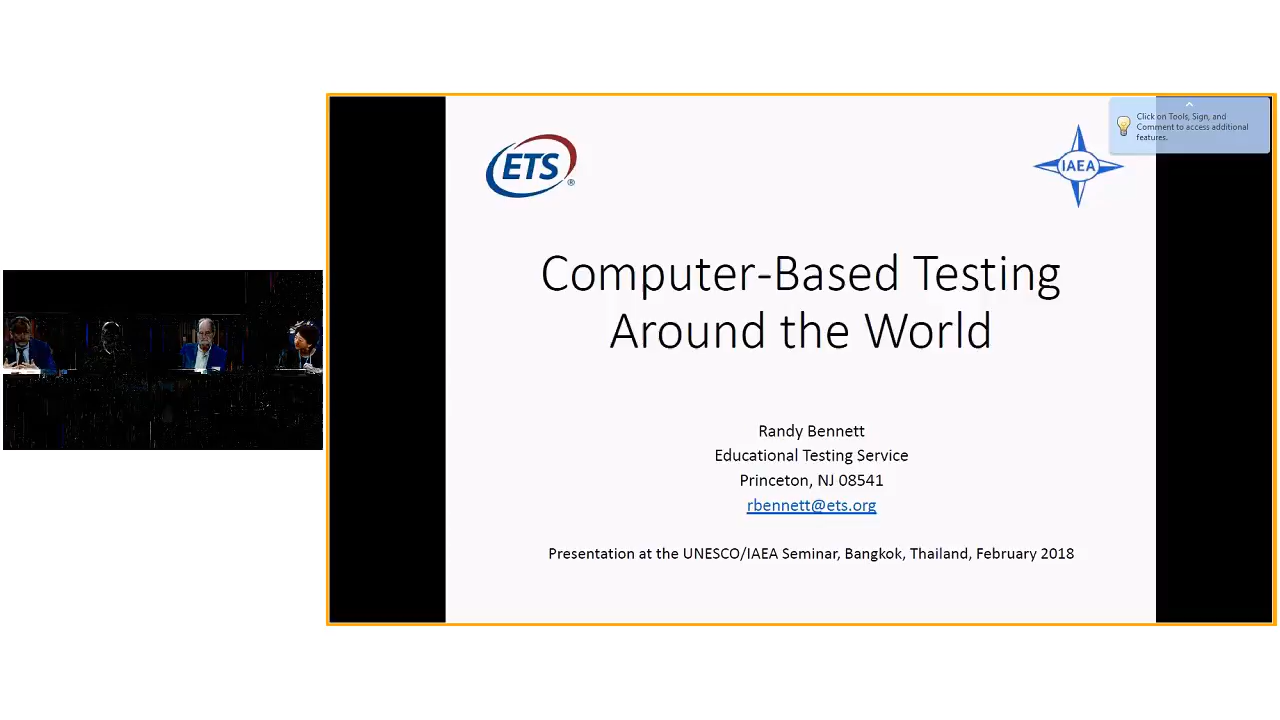 Click on Tools, Sign, and
Comment to access additional
features.
ETS
®
IAEA
Computer-Based Testing
Around the World
Randy Bennett
Educational Testing Service
Princeton, NJ 08541
rbennett@ets.org
Presentation at the UNESCO/IAEA Seminar, Bangkok, Thailand, February 2018